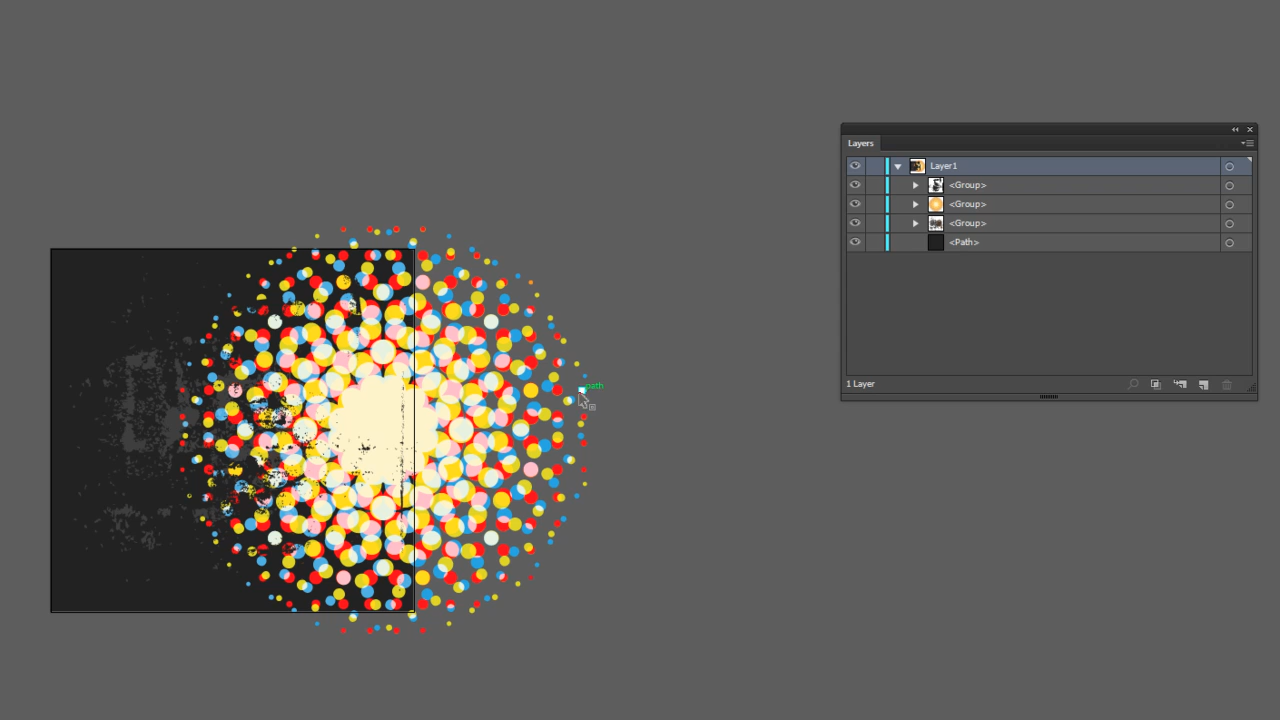 Layers
Layer1
<Group>
<Group>
<Group>
<Path>
path
1 Layer